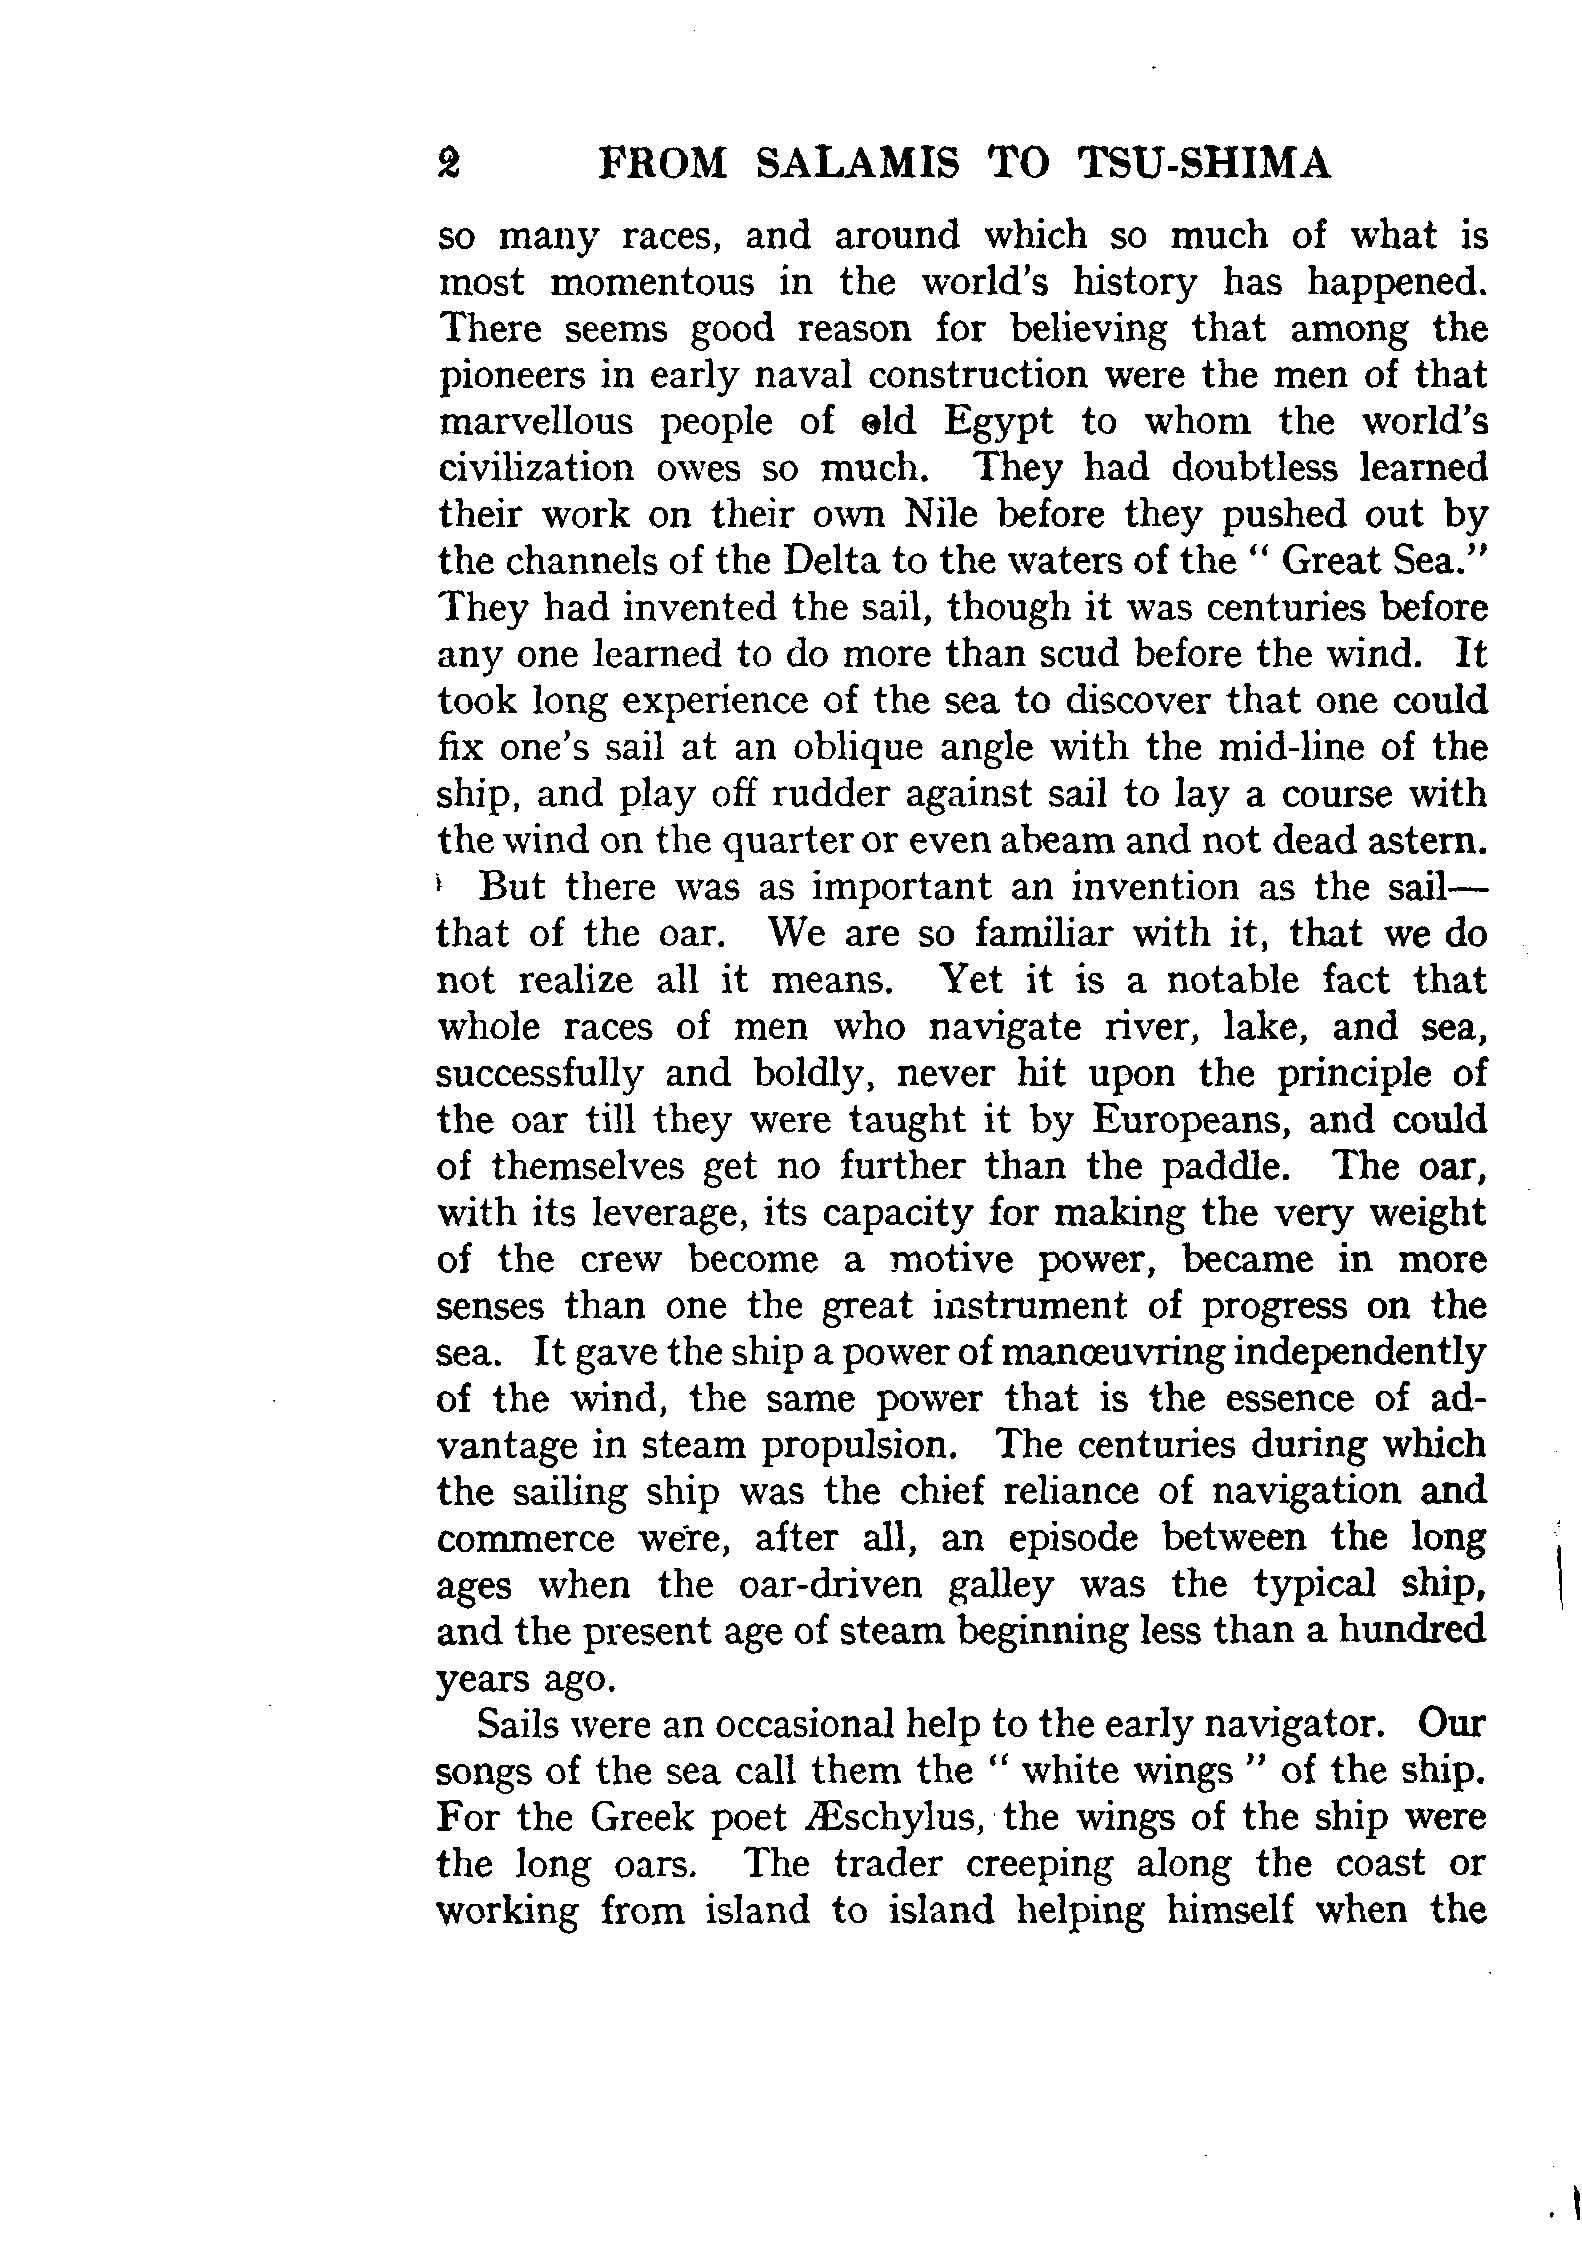 2 FROM SALAMIS TO TSU-SHIMA
so many races, and around which so much of what is
most momentous in the world's history has happened.
There seems good reason for believing that among the
pioneers in early naval construction were the men of that
marvellous people of old Egypt to whom the world's
civilization owes so much. They had doubtless learned
their work on their own Nile before they pushed out by
the channels of the Delta to the waters of the " Great Sea."
They had invented the sail, though it was centuries before
any one learned to do more than scud before the wind. It
took long experience of the sea to discover that one could
fix one's sail at an oblique angle with the mid-line of the
ship, and play off rudder against sail to lay a course with
the wind on the quarter or even abeam and not dead astern.
But there was as important an invention as the sail—
that of the oar. We are so familiar with it, that we do
not realize all it means. Yet it is a notable fact that
whole races of men who navigate river, lake, and sea,
successfully and boldly, never hit upon the principle of
the oar till they were taught it by Europeans, and could
of themselves get no further than the paddle. The oar,
with its leverage, its capacity for making the very weight
of the crew become a motive power, became in more
senses than one the great instrument of progress on the
sea. It gave the ship a power of manœuvring independently
of the wind, the same power that is the essence of ad-
vantage in steam propulsion. The centuries during which
the sailing ship was the chief reliance of navigation and
commerce were, after all, an episode between the long
ages when the oar-driven galley was the typical ship,
and the present age of steam beginning less than a hundred
years ago.
Sails were an occasional help to the early navigator. Our
songs of the sea call them the " white wings " of the ship.
For the Greek poet Æschylus, the wings of the ship were
the long oars. The trader creeping along the coast or
working from island to island helping himself when the